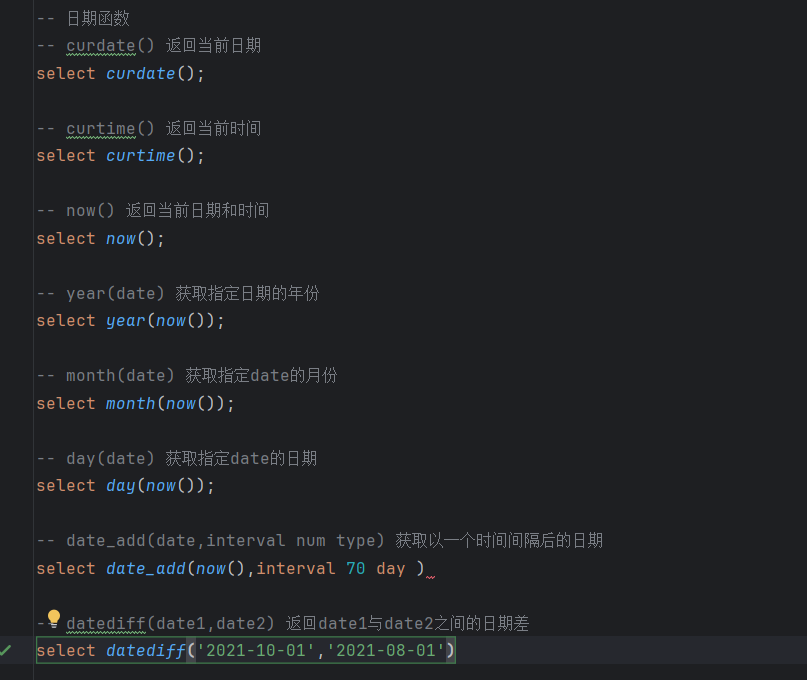 -- 日期函数
-- curdate() 返回当前日期
select curdate();
-- curtime() 返回当前时间
select curtime();
-- now() 返回当前日期和时间
select now();
-- year(date) 获取指定日期的年份
select year(now());
-- month(date) 获取指定date的月份
select month(now());
-- day(date) 获取指定date的日期
select day(now());
-- date_add(date,interval num type) 获取以一个时间间隔后的日期
select date_add(now(),interval 70 day )
- datediff(date1,date2) 返回date1与date2之间的日期差
select datediff('2021-10-01','2021-08-01')